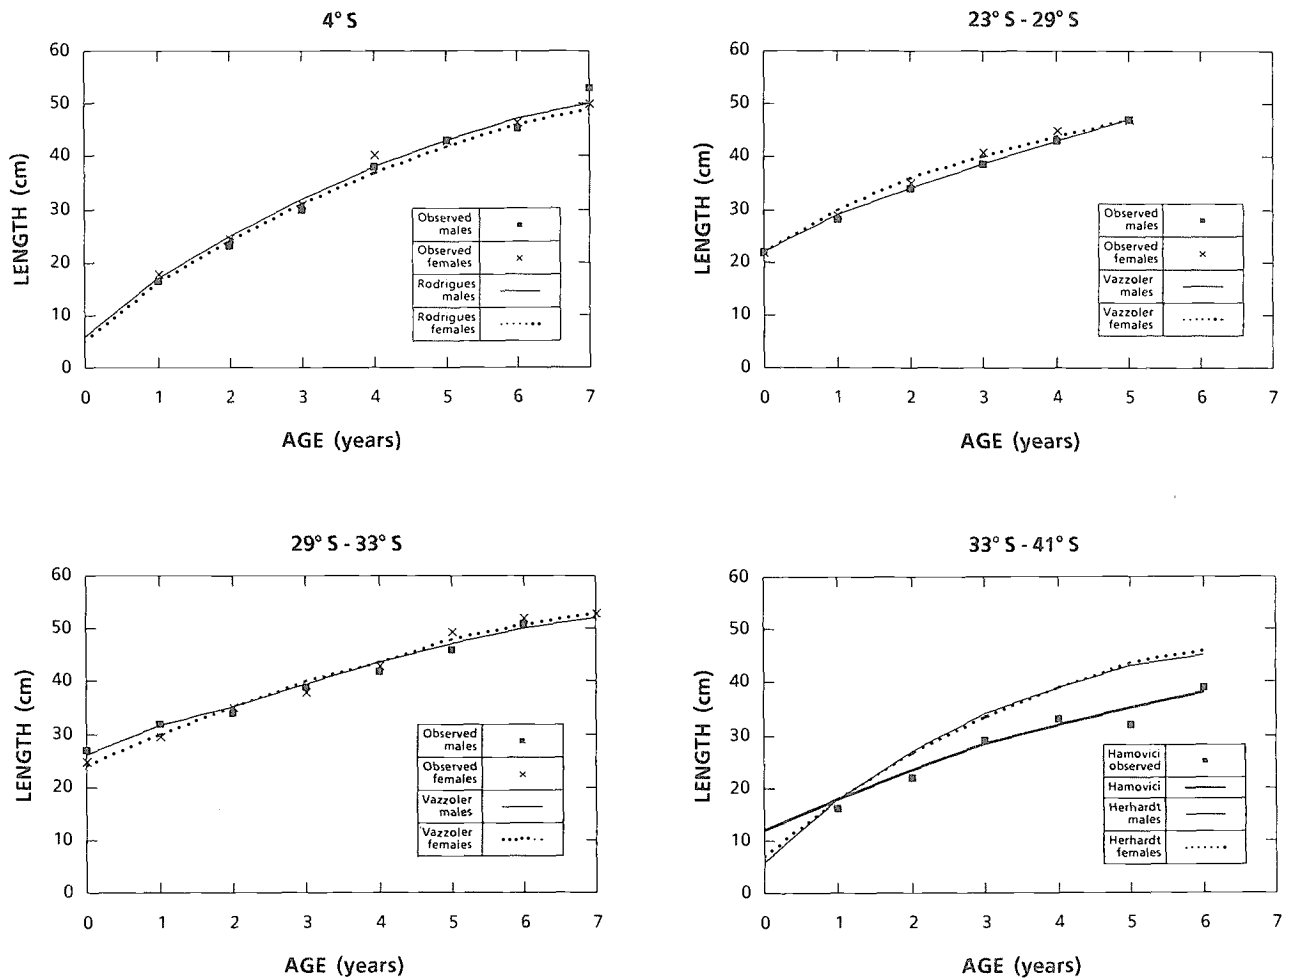 4° S
60
50
40
30
20
10
0
LENGTH (cm)
0 1 2 3 4 5 6 7
AGE (years)
Observed males
Observed females
Rodrigues males
Rodrigues females
23° S - 29° S
60
50
40
30
20
10
0
LENGTH (cm)
0 1 2 3 4 5 6 7
AGE (years)
Observed males
Observed females
Vazzoler males
Vazzoler females
29° S - 33° S
60
50
40
30
20
10
0
LENGTH (cm)
0 1 2 3 4 5 6 7
AGE (years)
Observed males
Observed females
Vazzoler males
Vazzoler females
33° S - 41° S
60
50
40
30
20
10
0
LENGTH (cm)
0 1 2 3 4 5 6 7
AGE (years)
Hamovici observed
Hamovici
Herhardt males
Herhardt females